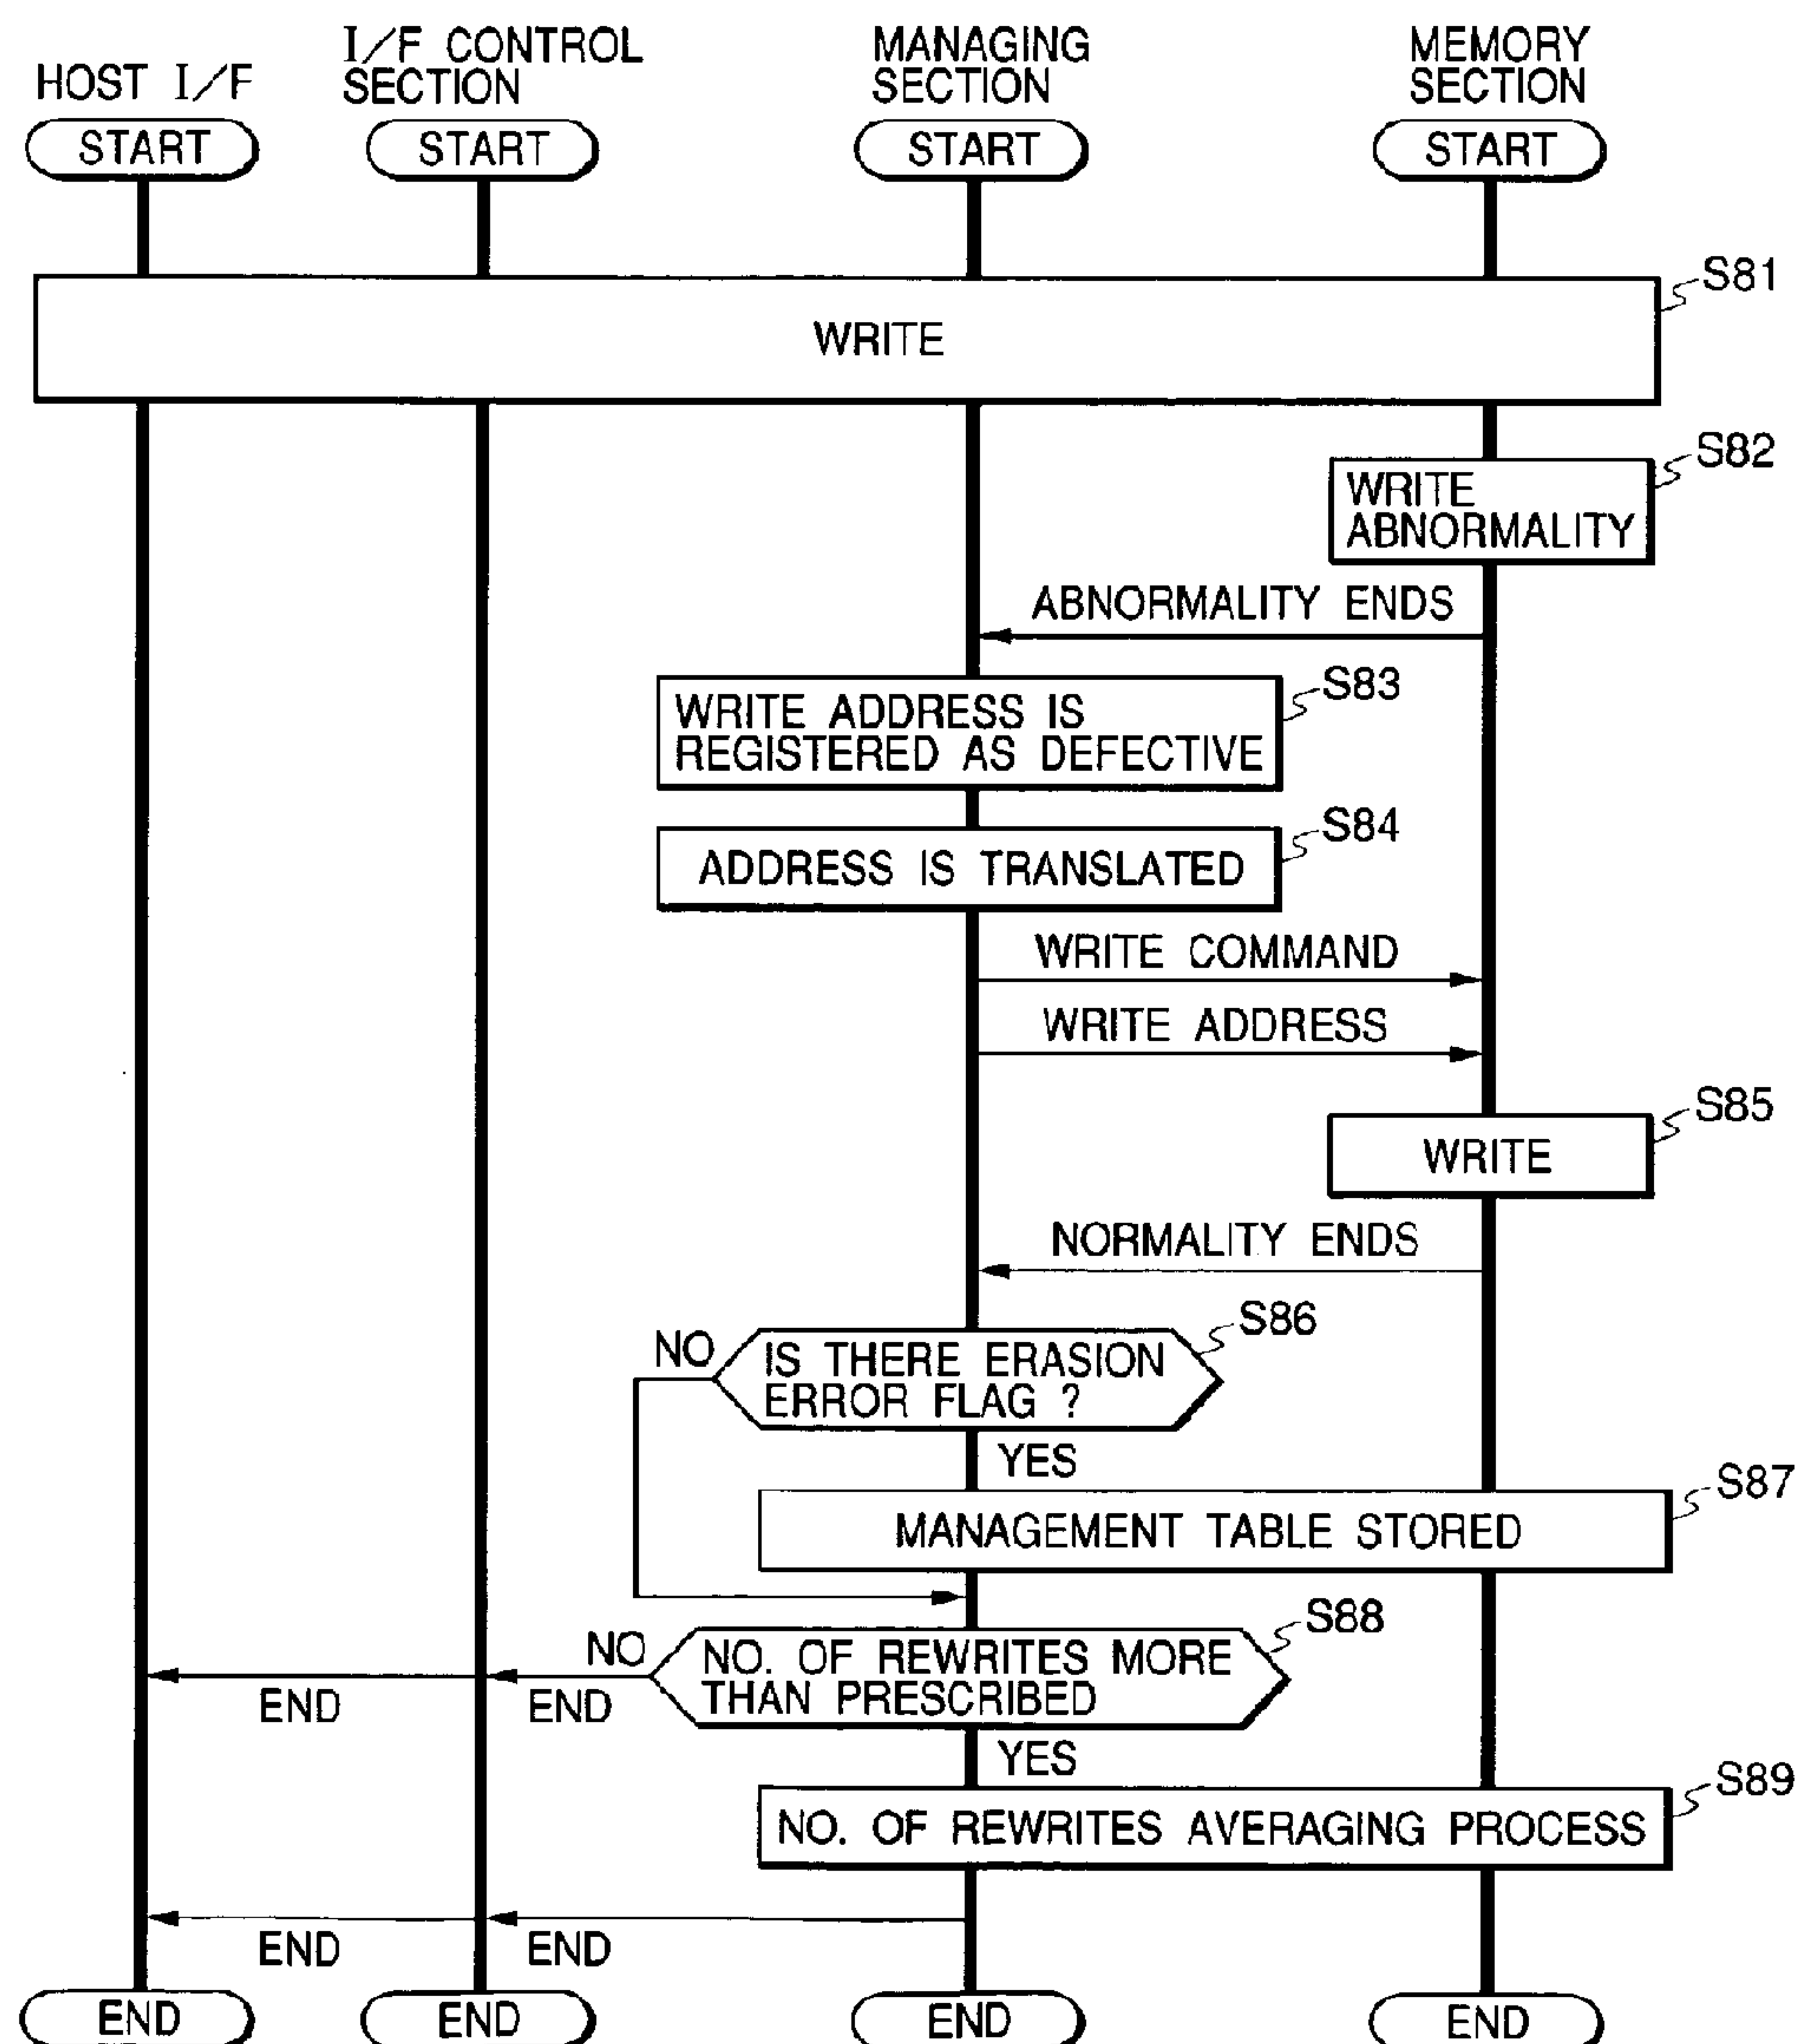 HOST I/F
I/F CONTROL
SECTION
MANAGING
SECTION
MEMORY
SECTION
START
START
START
START
S81
WRITE
S82
WRITE
ABNORMALITY
ABNORMALITY ENDS
S83
WRITE ADDRESS IS
REGISTERED AS DEFECTIVE
S84
ADDRESS IS TRANSLATED
WRITE COMMAND
WRITE ADDRESS
S85
WRITE
NORMALITY ENDS
S86
NO
IS THERE ERASION
ERROR FLAG ?
YES
S87
MANAGEMENT TABLE STORED
S88
NO
NO. OF REWRITES MORE
THAN PRESCRIBED
END
END
YES
S89
NO. OF REWRITES AVERAGING PROCESS
END
END
END
END
END
END